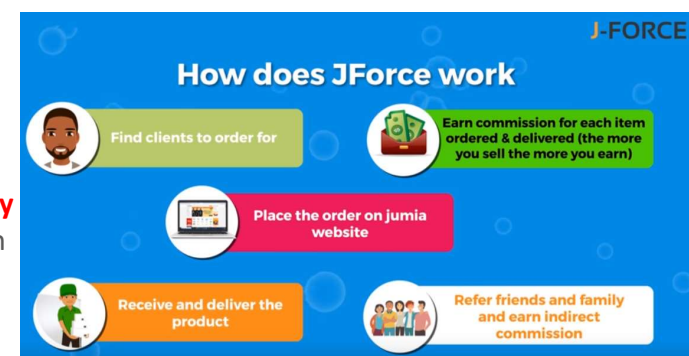 J-FORCE
How does JForce work
Find clients to order for
Earn commission for each item
ordered & delivered (the more
you sell the more you earn)
y
n
Place the order on jumia
website
Receive and deliver the
product
Refer friends and family
and earn indirect
commission